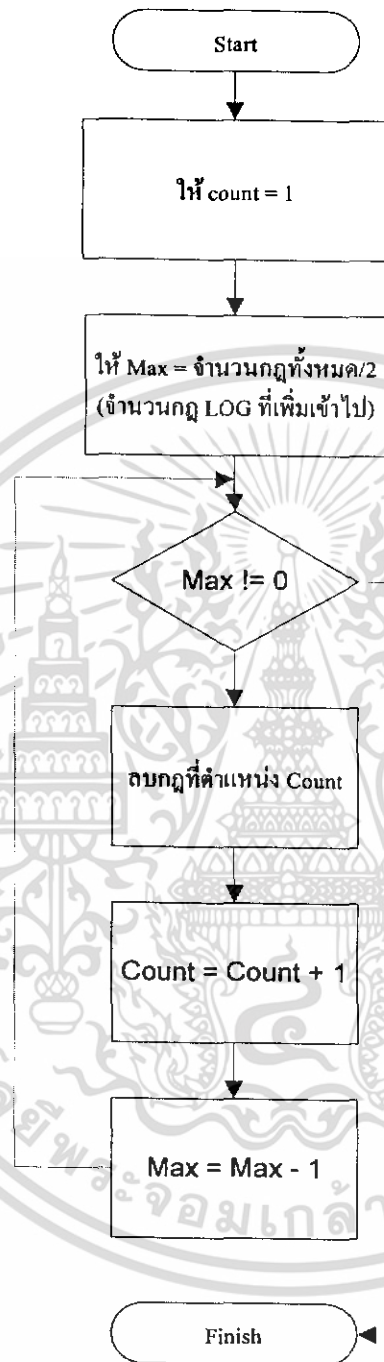 Start
ให้ count = 1
ให้ Max = จำนวนกฎทั้งหมด/2
(จำนวนกฎ LOG ที่เพิ่มเข้าไป)
Max != 0
ลบกฎที่ตำแหน่ง Count
Count = Count + 1
Max = Max - 1
Finish